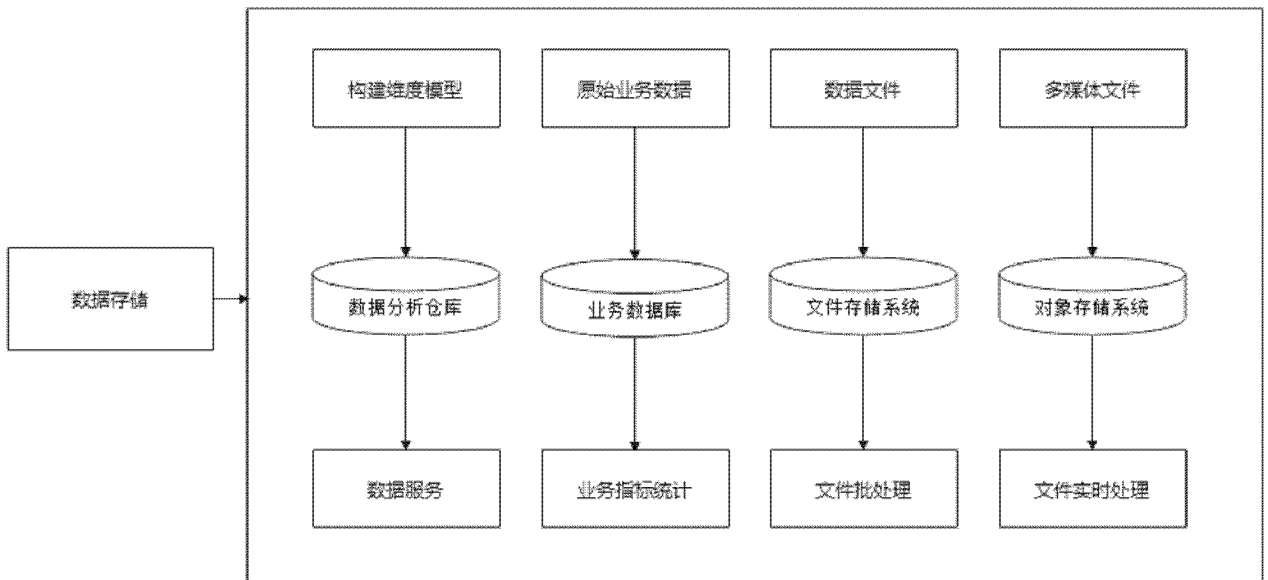 构建维度模型
原始业务数据
数据文件
多媒体文件
数据存储
数据分析仓库
业务数据库
文件存储系统
对象存储系统
数据服务
业务指标统计
文件批处理
文件实时处理